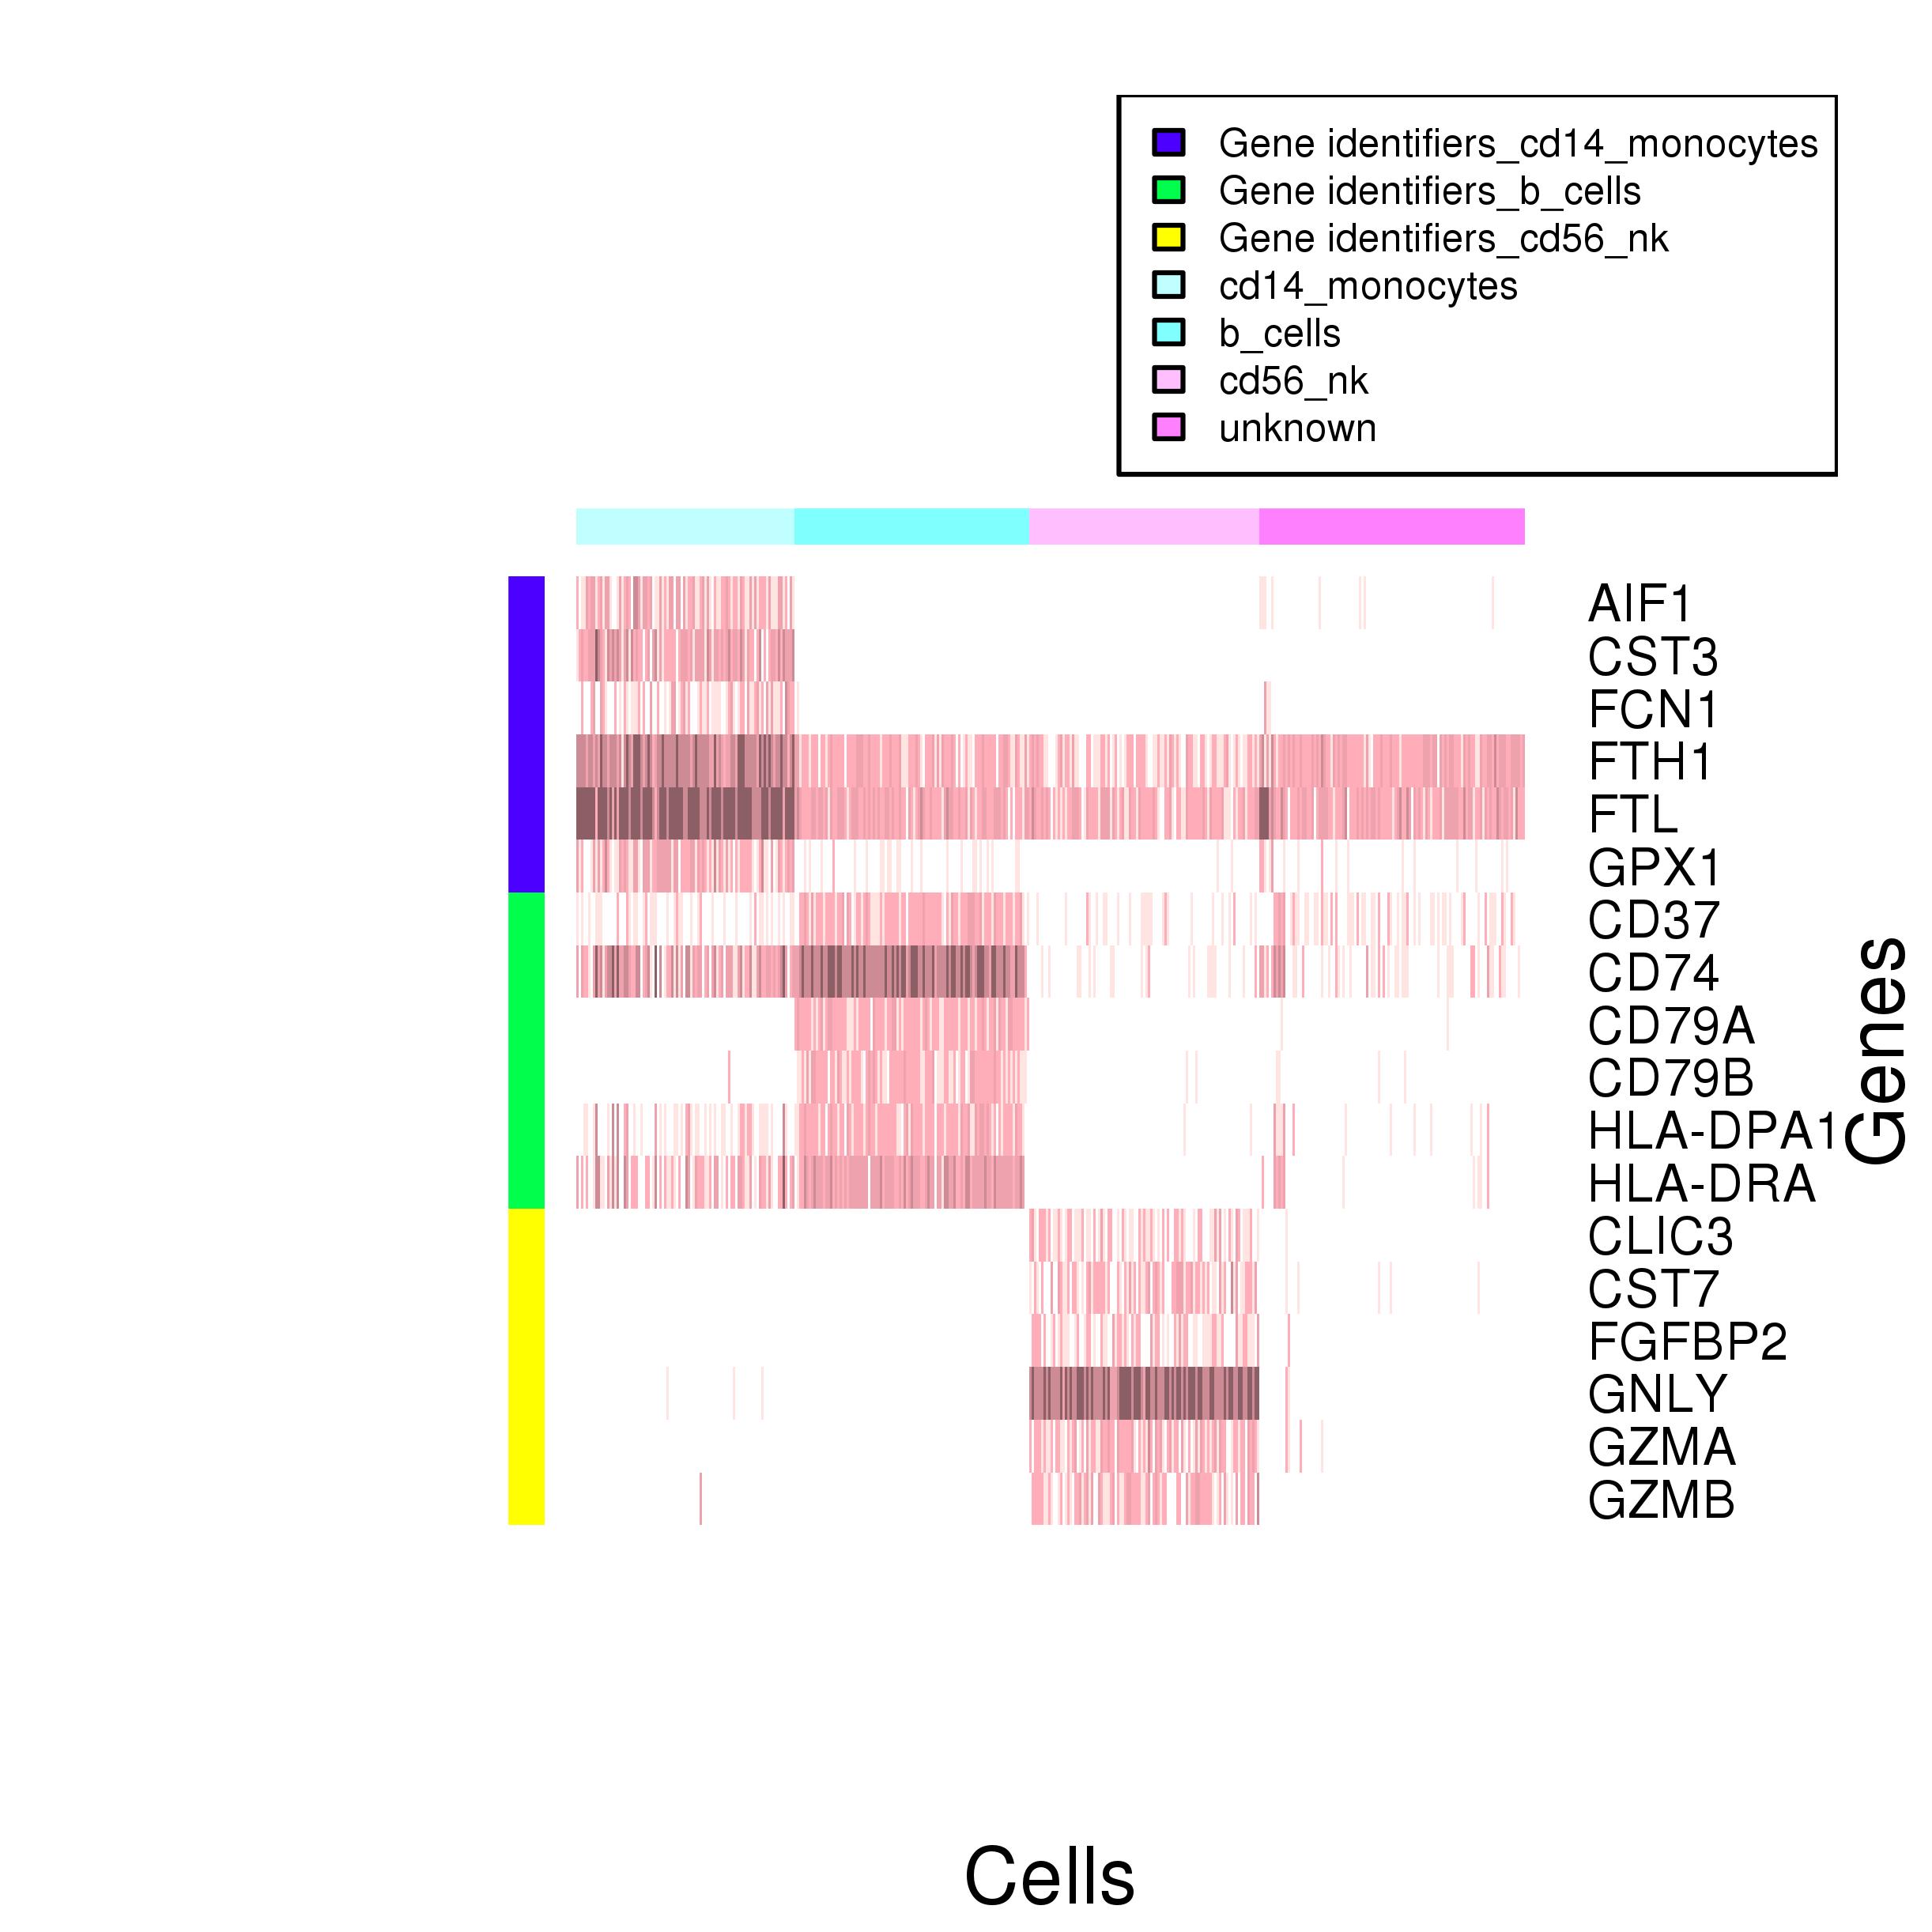 Gene identifiers_cd14_monocytes
Gene identifiers_b_cells
Gene identifiers_cd56_nk
cd14_monocytes
b_cells
cd56_nk
unknown
AIF1
CST3
FCN1
FTH1
FTL
GPX1
CD37
CD74
CD79A
CD79B
HLA-DPA1
HLA-DRA
CLIC3
CST7
FGFBP2
GNLY
GZMA
GZMB
Genes
Cells